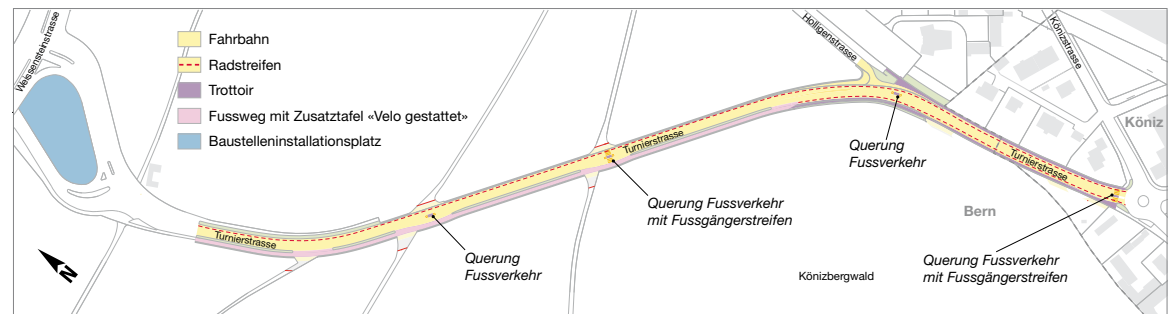 Weissensteinstrasse
Fahrbahn
Radstreifen
Trottoir
Fussweg mit Zusatztafel «Velo gestattet»
Baustelleninstallationsplatz
Holligenstrasse
Könizstrasse
Köniz
Turnierstrasse
Querung
Fussverkehr
Turnierstrasse
Querung Fussverkehr
mit Fussgängerstreifen
Bern
Turnierstrasse
Querung
Fussverkehr
Querung Fussverkehr
mit Fussgängerstreifen
Könizbergwald
N